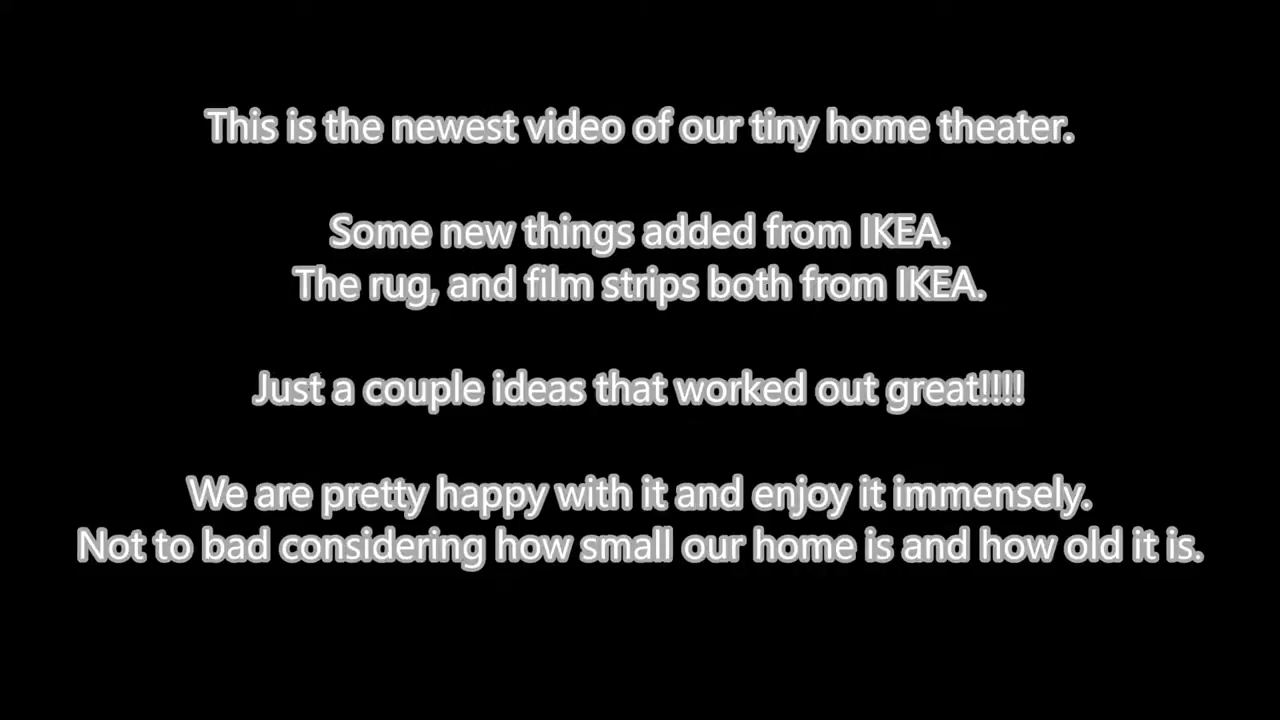 This is the newest video of our tiny home theater.
Some new things added from IKEA.
The rug, and film strips both from IKEA.
Just a couple ideas that worked out great!!!!
We are pretty happy with it and enjoy it immensely.
Not to bad considering how small our home is and how old it is.